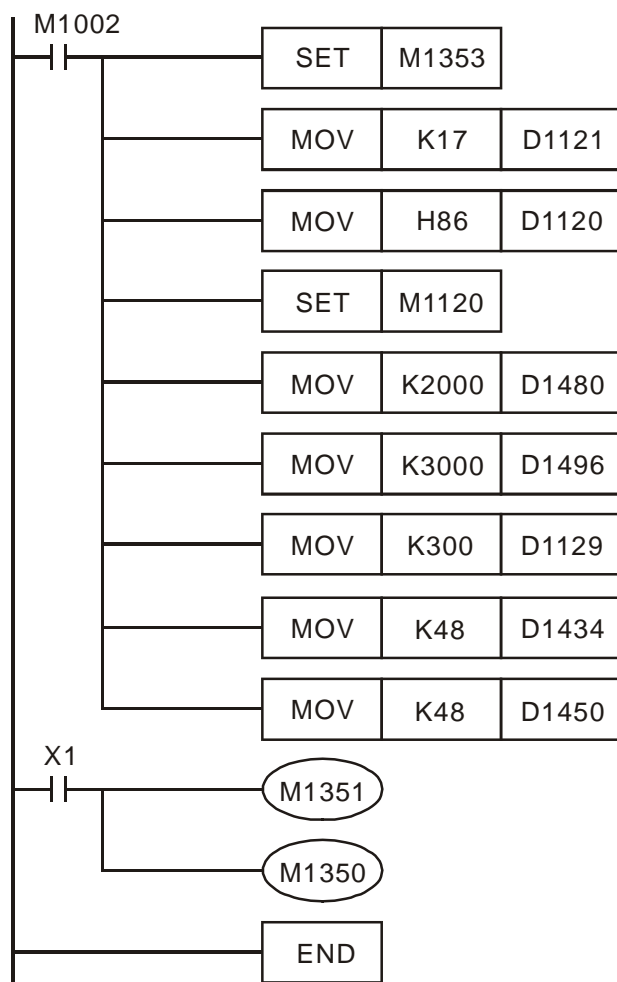 M1002
SET M1353
MOV K17 D1121
MOV H86 D1120
SET M1120
MOV K2000 D1480
MOV K3000 D1496
MOV K300 D1129
MOV K48 D1434
MOV K48 D1450
X1
M1351
M1350
END